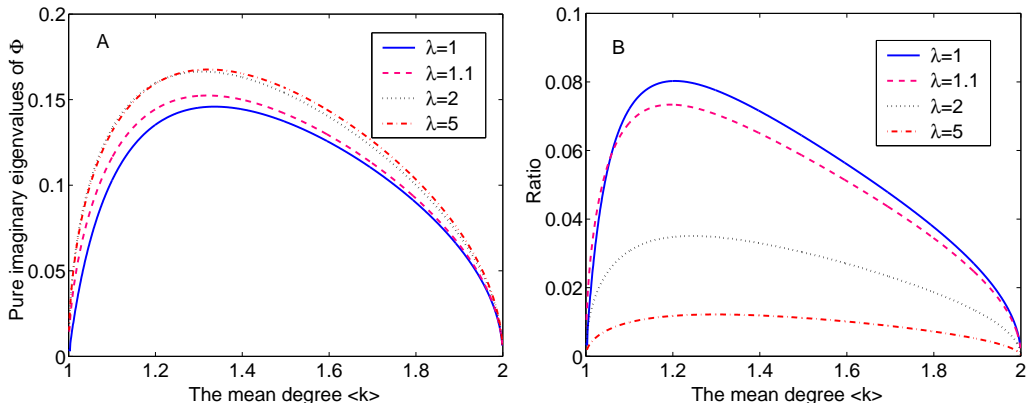 A
Pure imaginary eigenvalues of Φ
0.2
0.15
0.1
0.05
0
λ=1
λ=1.1
λ=2
λ=5
1
1.2
1.4
1.6
1.8
2
The mean degree <k>
B
Ratio
0.1
0.08
0.06
0.04
0.02
0
λ=1
λ=1.1
λ=2
λ=5
1
1.2
1.4
1.6
1.8
2
The mean degree <k>